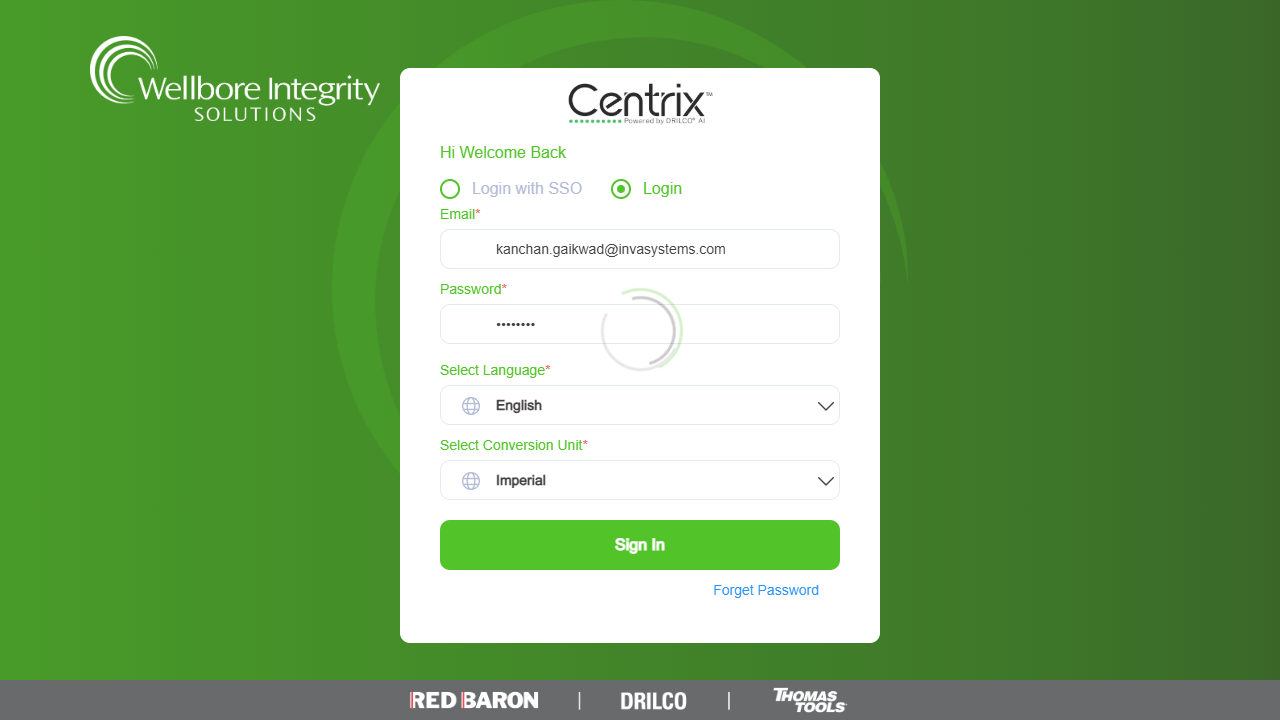 Wellbore Integrity
SOLUTIONS
Centrix™
Powered by DRILCO® AI
Hi Welcome Back
Login with SSO
Login
Email*
kanchan.gaikwad@invasystems.com
Password*
••••••••
Select Language*
English
Select Conversion Unit*
Imperial
Sign In
Forget Password
RED BARON | DRILCO | THOMAS TOOLS